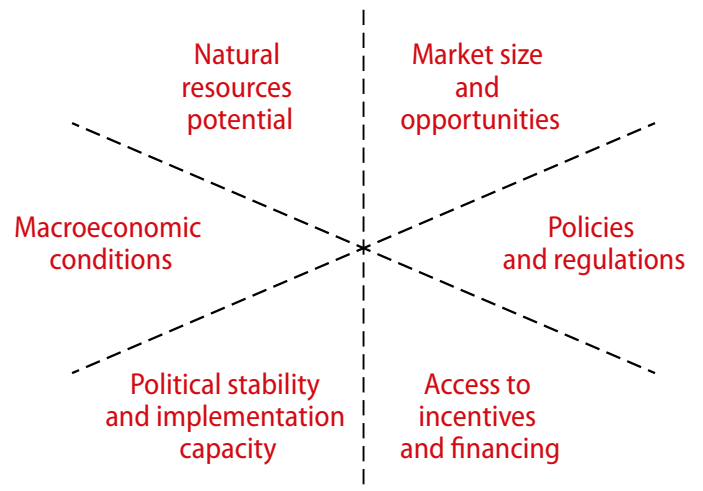 Natural
resources
potential
Market size
and
opportunities
Macroeconomic
conditions
Policies
and regulations
Political stability
and implementation
capacity
Access to
incentives
and financing